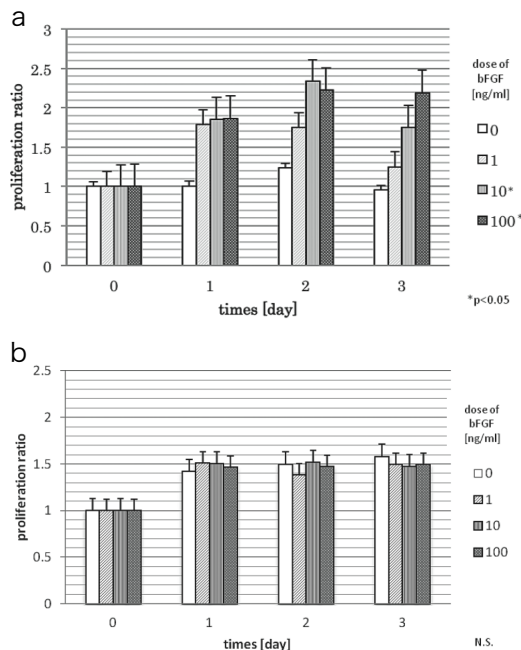 a
3
2.5
2
1.5
1
0.5
0
proliferation ratio
0 1 2 3
times [day]
dose of
bFGF
[ng/ml]
0
1
10*
100*
*p<0.05
b
2.5
2
1.5
1
0.5
0
proliferation ratio
0 1 2 3
times [day]
dose of
bFGF
[ng/ml]
0
1
10
100
N.S.